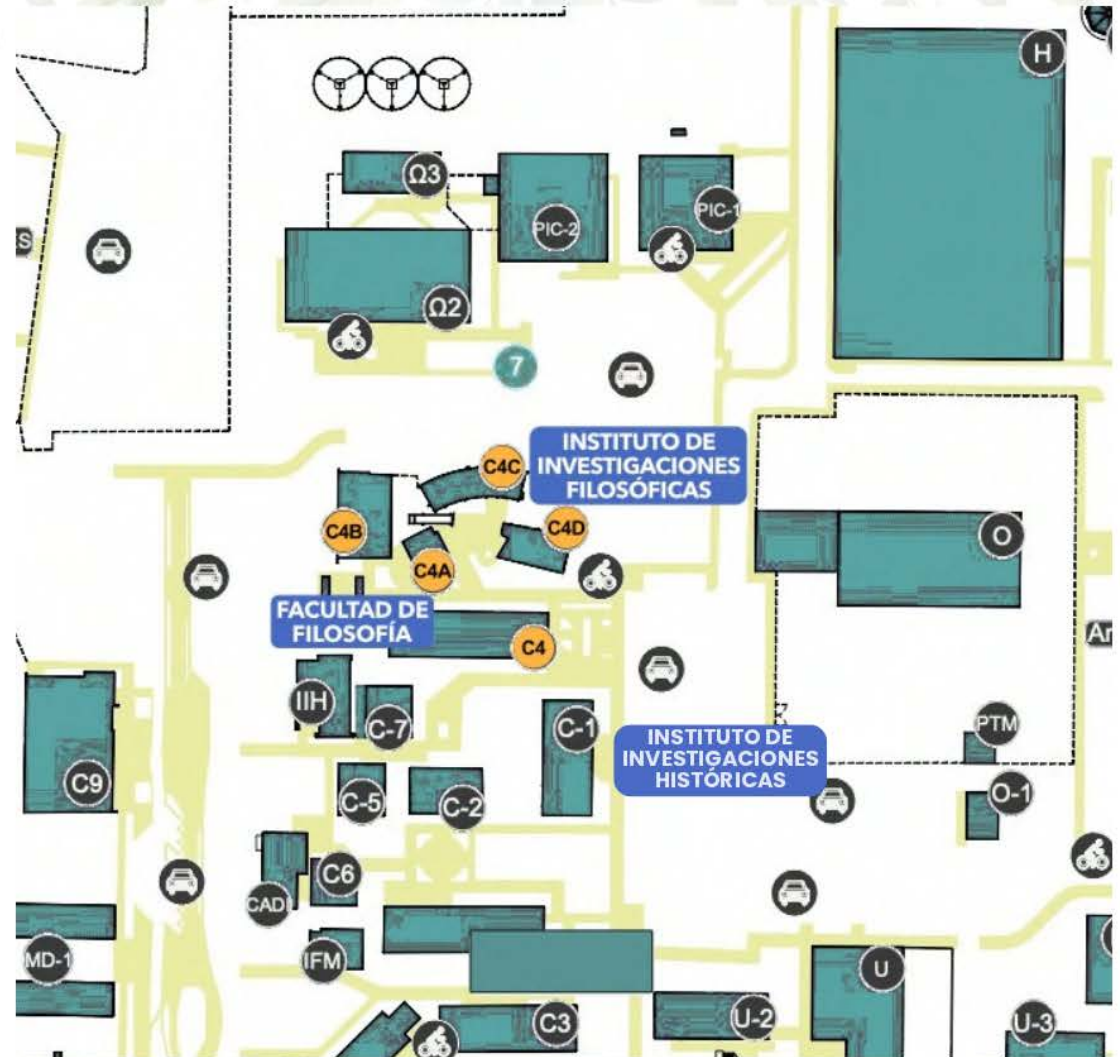 H
Ω3
PIC-2
PIC-1
S
Ω2
7
INSTITUTO DE
INVESTIGACIONES
FILOSÓFICAS
C4C
C4B
C4D
O
C4A
FACULTAD DE
FILOSOFÍA
C4
Ar
IIH
C-7
C-1
PTM
INSTITUTO DE
INVESTIGACIONES
HISTÓRICAS
C9
C-5
C-2
O-1
C6
CADI
MD-1
IFM
U
C3
U-2
U-3